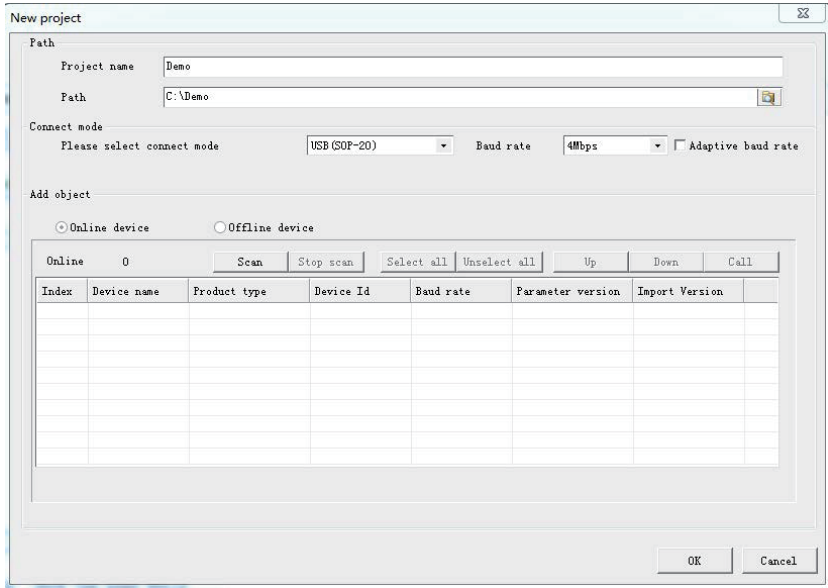 New project
Path
Project name Demo
Path C:\Demo
Connect mode
Please select connect mode USB(SOP-20) Baud rate 4Mbps Adaptive baud rate
Add object
Online device Offline device
Online 0 Scan Stop scan Select all Unselect all Up Down Call
Index Device name Product type Device Id Baud rate Parameter version Import Version
OK Cancel